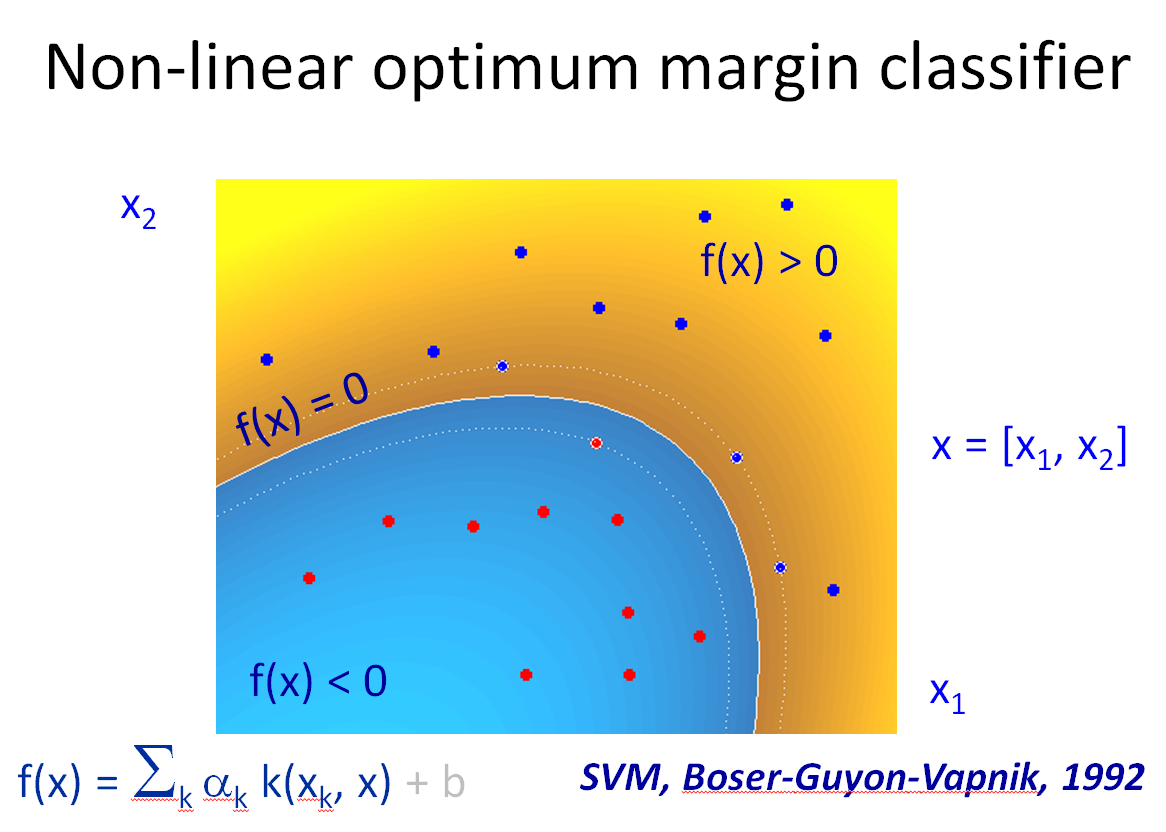 Non-linear optimum margin classifier
x₂
f(x) > 0
f(x) = 0
x = [x₁, x₂]
f(x) < 0
x₁
f(x) = ∑ₖ αₖ k(xₖ, x) + b
SVM, Boser-Guyon-Vapnik, 1992